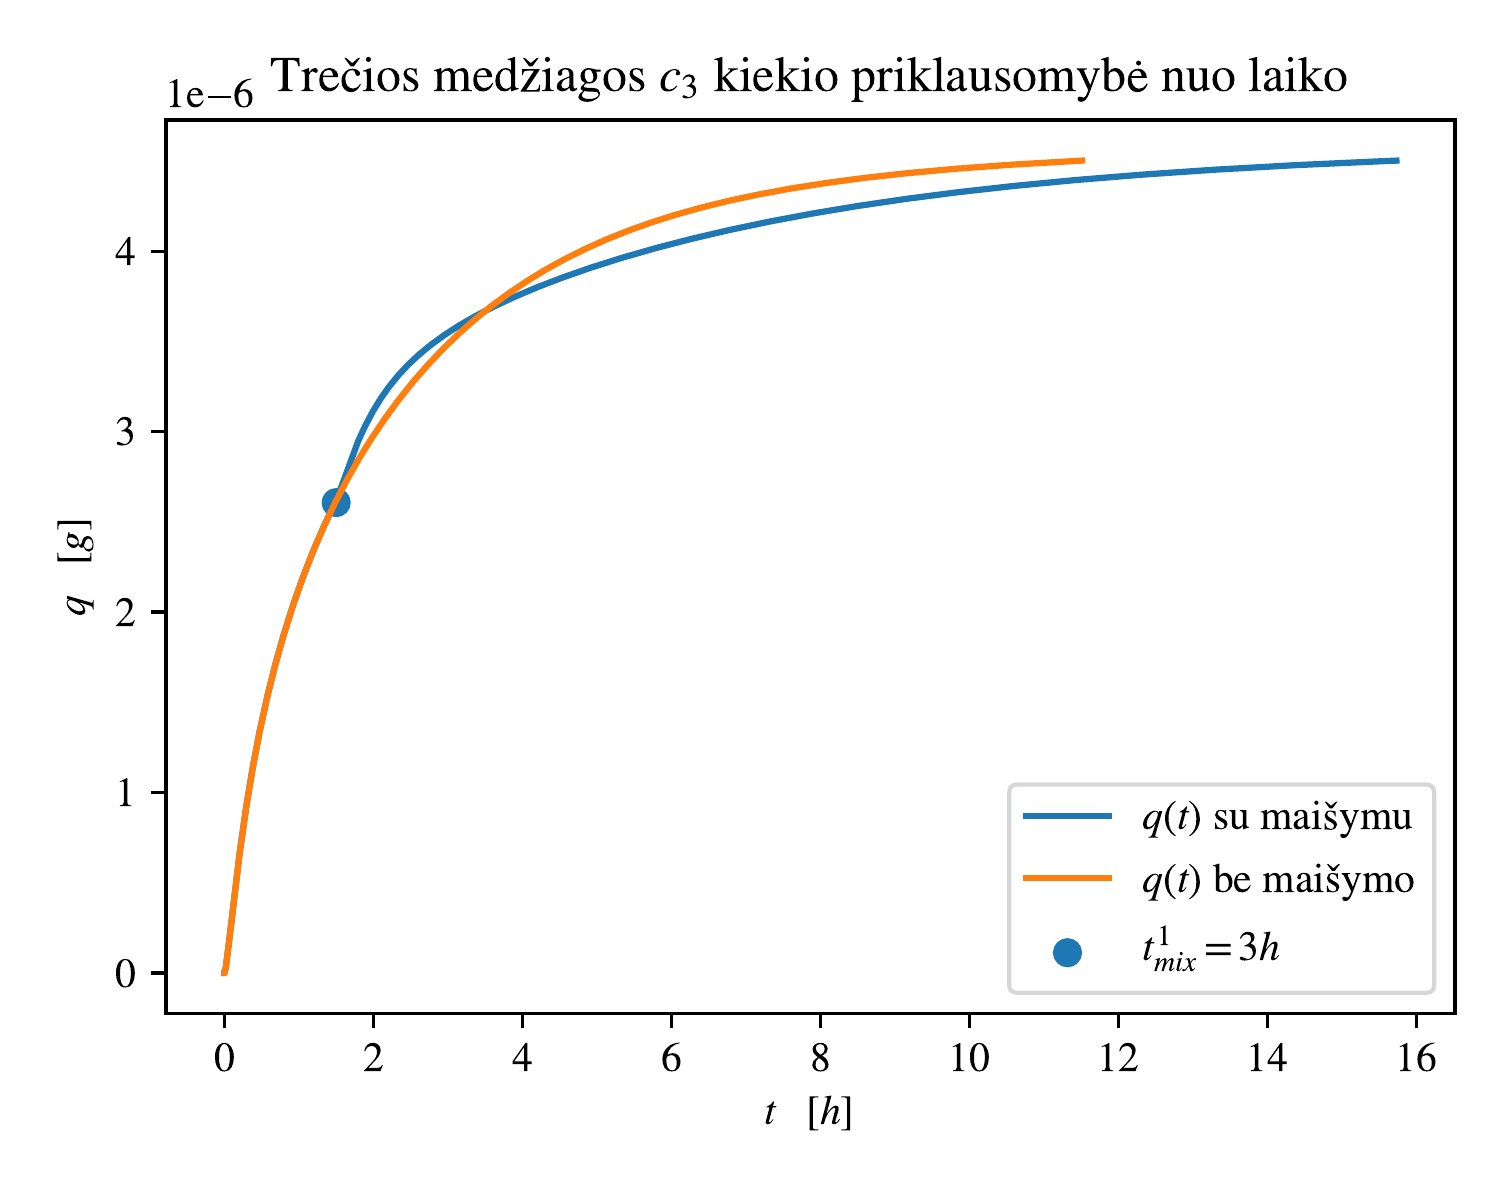 Trečios medžiagos c₃ kiekio priklausomybė nuo laiko
1e−6
4
3
2
1
0
q [g]
0 2 4 6 8 10 12 14 16
t [h]
q(t) su maišymu
q(t) be maišymo
t¹ₘᵢₓ = 3h